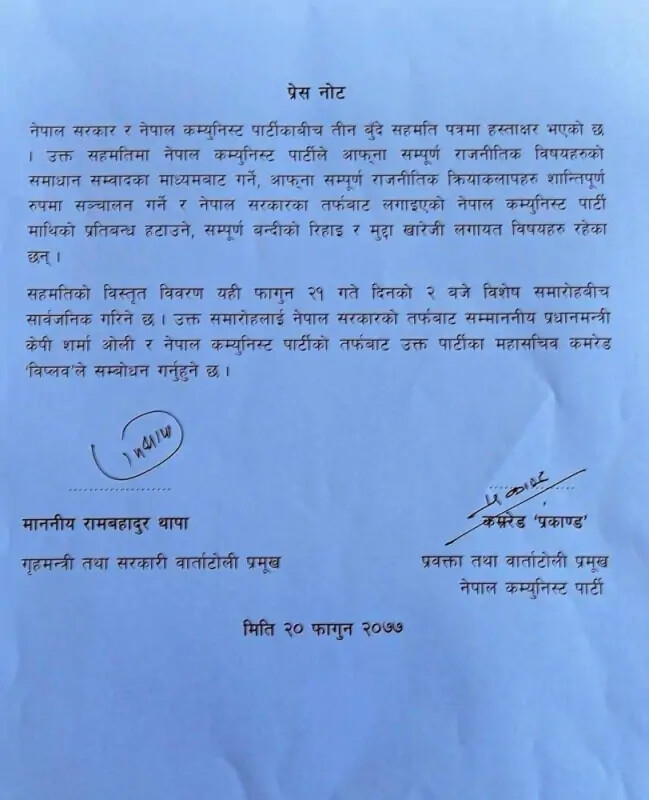 प्रेस नोट
नेपाल सरकार र नेपाल कम्युनिस्ट पार्टीकाबीच तीन बुँदे सहमति पत्रमा हस्ताक्षर भएको छ
। उक्त सहमतिमा नेपाल कम्युनिस्ट पार्टीले आफ्ना सम्पूर्ण राजनीतिक विषयहरुको
समाधान सम्वादका माध्यमबाट गर्ने, आफ्ना सम्पूर्ण राजनीतिक क्रियाकलापहरु शान्तिपूर्ण
रुपमा सञ्चालन गर्ने र नेपाल सरकारका तर्फबाट लगाइएको नेपाल कम्युनिस्ट पार्टी
माथिको प्रतिबन्ध हटाउने, सम्पूर्ण बन्दीको रिहाइ र मुद्दा खारेजी लगायत विषयहरु रहेका
छन् ।
सहमतिको विस्तृत विवरण यही फागुन २१ गते दिनको २ बजे विशेष समारोहबीच
सार्वजनिक गरिने छ । उक्त समारोहलाई नेपाल सरकारको तर्फबाट सम्माननीय प्रधानमन्त्री
केपी शर्मा ओली र नेपाल कम्युनिस्ट पार्टीको तर्फबाट उक्त पार्टीका महासचिव कमरेड
'विप्लव'ले सम्बोधन गर्नुहुने छ ।
माननीय रामबहादुर थापा
गृहमन्त्री तथा सरकारी वार्ताटोली प्रमुख
कमरेड 'प्रकाण्ड'
प्रवक्ता तथा वार्ताटोली प्रमुख
नेपाल कम्युनिस्ट पार्टी
मिति २० फागुन २०७७